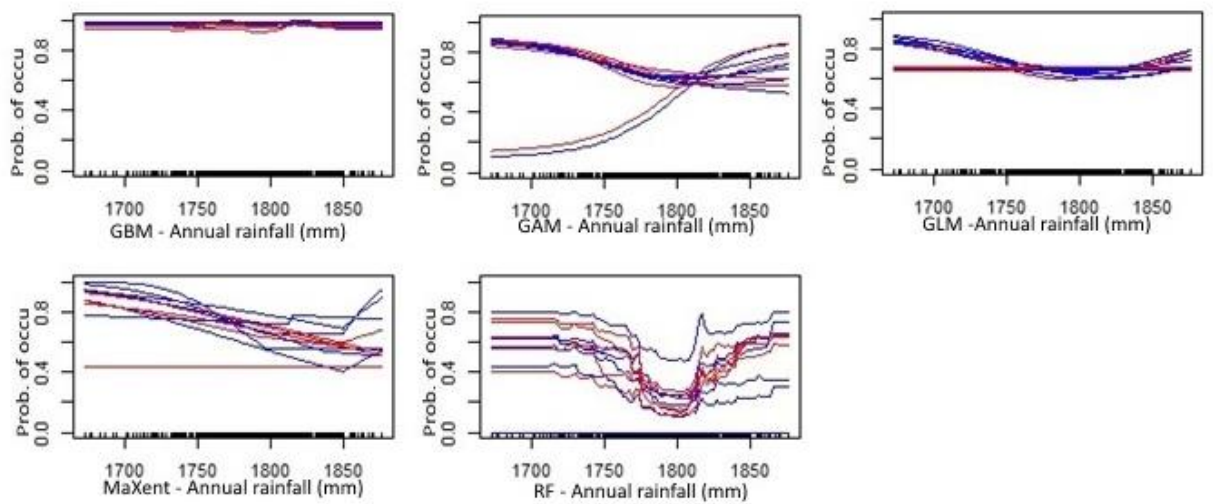 Prob. of occu
0.0 0.4 0.8
1700 1750 1800 1850
GBM - Annual rainfall (mm)
Prob. of occu
0.0 0.4 0.8
1700 1750 1800 1850
GAM - Annual rainfall (mm)
Prob. of occu
0.0 0.4 0.8
1700 1750 1800 1850
GLM -Annual rainfall (mm)
Prob. of occu
0.0 0.4 0.8
1700 1750 1800 1850
MaXent - Annual rainfall (mm)
Prob. of occu
0.0 0.4 0.8
1700 1750 1800 1850
RF - Annual rainfall (mm)